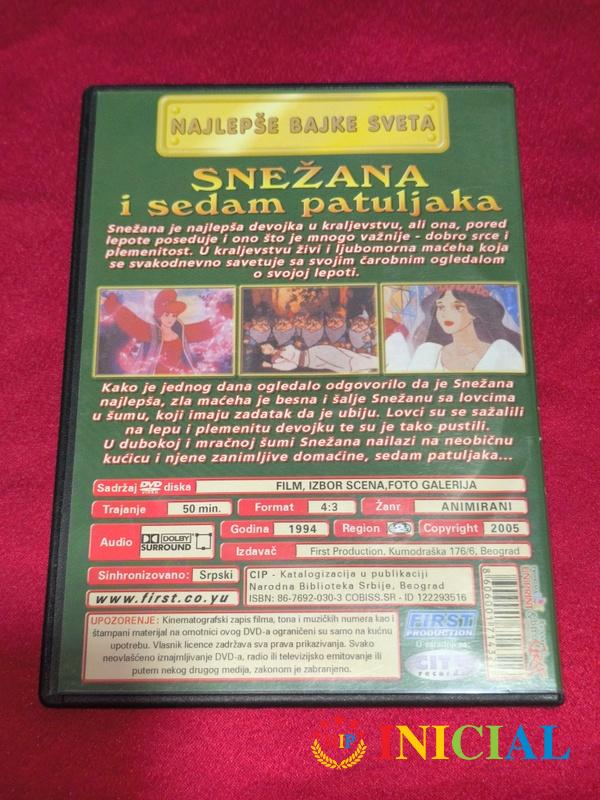 NAJLEPŠE BAJKE SVETA
SNEŽANA
i sedam patuljaka
Snežana je najlepša devojka u kraljevstvu, ali ona, pored
lepote poseduje i ono što je mnogo važnije - dobro srce i
plemenitost. U kraljevstvu živi i ljubomorna maćeha koja
se svakodnevno savetuje sa svojim čarobnim ogledalom
o svojoj lepoti.
Kako je jednog dana ogledalo odgovorilo da je Snežana
najlepša, zla maćeha je besna i šalje Snežanu sa lovcima
u šumu, koji imaju zadatak da je ubiju. Lovci su se sažalili
na lepu i plemenitu devojku te su je tako pustili.
U dubokoj i mračnoj šumi Snežana nailazi na neobičnu
kućicu i njene zanimljive domaćine, sedam patuljaka...
Sadržaj DVD diska FILM, IZBOR SCENA,FOTO GALERIJA
Trajanje 50 min. Format 4:3 Žanr ANIMIRANI
Audio DOLBY SURROUND Godina 1994 Region 2 Copyright 2005
Izdavač First Production, Kumodraška 176/6, Beograd
Sinhronizovano: Srpski
www.first.co.yu
CIP - Katalogizacija u publikaciji
Narodna Biblioteka Srbije, Beograd
ISBN: 86-7692-030-3 COBISS.SR - ID 122293516
UPOZORENJE: Kinematografski zapis filma, tona i muzičkih numera kao i
štampani materijal na omotnici ovog DVD-a ograničeni su samo na kućnu
upotrebu. Vlasnik licence zadržava sva prava prikazivanja. Svako
neovlašćeno iznajmljivanje DVD-a, radio ili televizijsko emitovanje ili
putem nekog drugog medija, zakonom je zabranjeno.
FIRST
PRODUCTION
U saradnji sa:
CITY
records
IP INICIAL